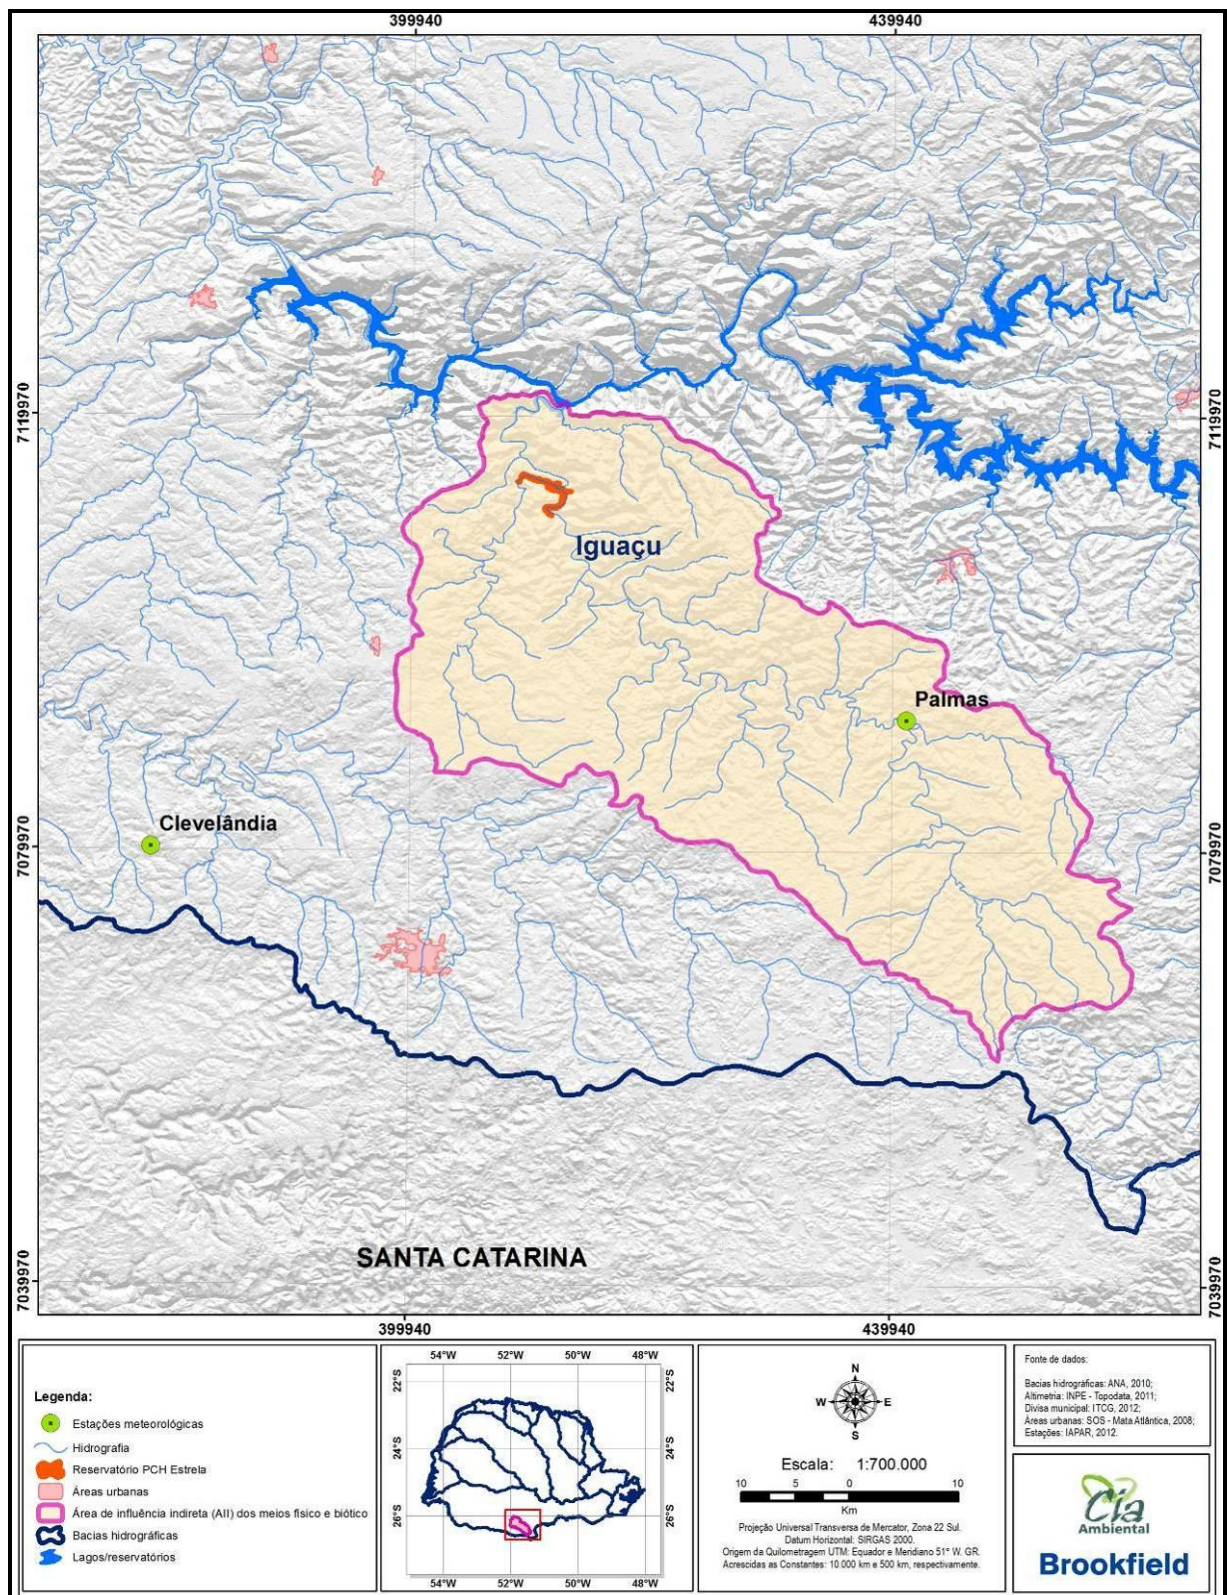 399940
439940
7119970
7119970
Iguaçu
Palmas
Clevelândia
7079970
7079970
SANTA CATARINA
7039970
7039970
399940
439940
Legenda:
Estações meteorológicas
Hidrografia
Reservatório PCH Estrela
Áreas urbanas
Área de influência indireta (AII) dos meios físico e biótico
Bacias hidrográficas
Lagos/reservatórios
54°W 52°W 50°W 48°W
22°S
22°S
24°S
24°S
26°S
26°S
54°W 52°W 50°W 48°W
N
W E
S
Escala: 1:700.000
10 5 0 10
Km
Projeção Universal Transversa de Mercator, Zona 22 Sul.
Datum Horizontal: SIRGAS 2000.
Origem da Quilometragem UTM: Equador e Meridiano 51° W. GR.
Acrescidas as Constantes: 10.000 km e 500 km, respectivamente.
Fonte de dados:
Bacias hidrográficas: ANA, 2010;
Altimetria: INPE - Topodata, 2011;
Divisa municipal: ITCG, 2012;
Áreas urbanas: SOS - Mata Atlântica, 2008;
Estações: IAPAR, 2012.
Cia
Ambiental
Brookfield